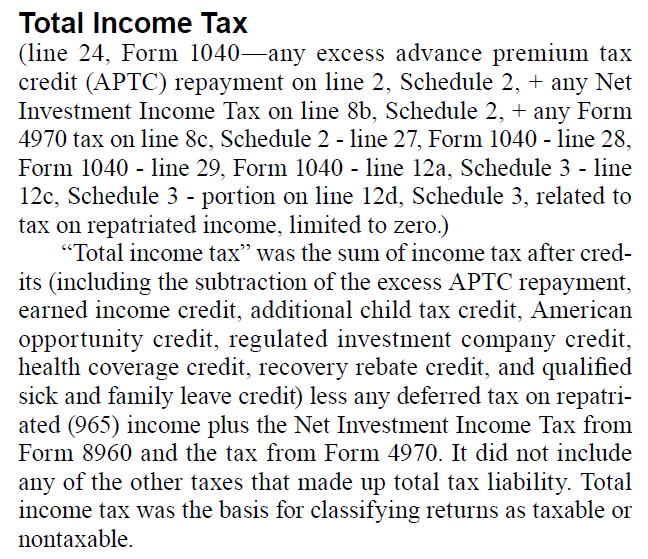 Total Income Tax
(line 24, Form 1040—any excess advance premium tax
credit (APTC) repayment on line 2, Schedule 2, + any Net
Investment Income Tax on line 8b, Schedule 2, + any Form
4970 tax on line 8c, Schedule 2 - line 27, Form 1040 - line 28,
Form 1040 - line 29, Form 1040 - line 12a, Schedule 3 - line
12c, Schedule 3 - portion on line 12d, Schedule 3, related to
tax on repatriated income, limited to zero.)
“Total income tax” was the sum of income tax after cred-
its (including the subtraction of the excess APTC repayment,
earned income credit, additional child tax credit, American
opportunity credit, regulated investment company credit,
health coverage credit, recovery rebate credit, and qualified
sick and family leave credit) less any deferred tax on repatri-
ated (965) income plus the Net Investment Income Tax from
Form 8960 and the tax from Form 4970. It did not include
any of the other taxes that made up total tax liability. Total
income tax was the basis for classifying returns as taxable or
nontaxable.